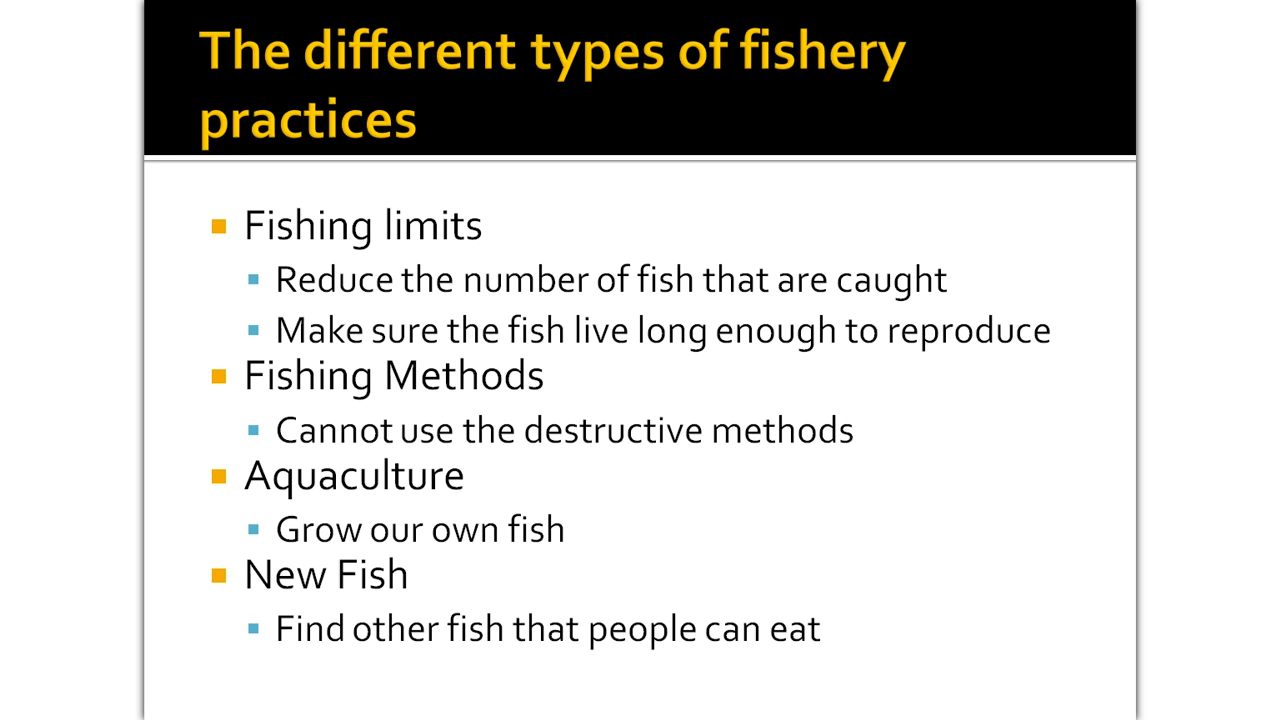 The different types of fishery
practices
Fishing limits
Reduce the number of fish that are caught
Make sure the fish live long enough to reproduce
Fishing Methods
Cannot use the destructive methods
Aquaculture
Grow our own fish
New Fish
Find other fish that people can eat